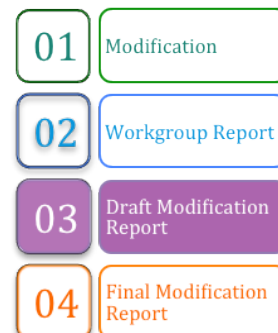 01
Modification
02
Workgroup Report
03
Draft Modification
Report
04
Final Modification
Report